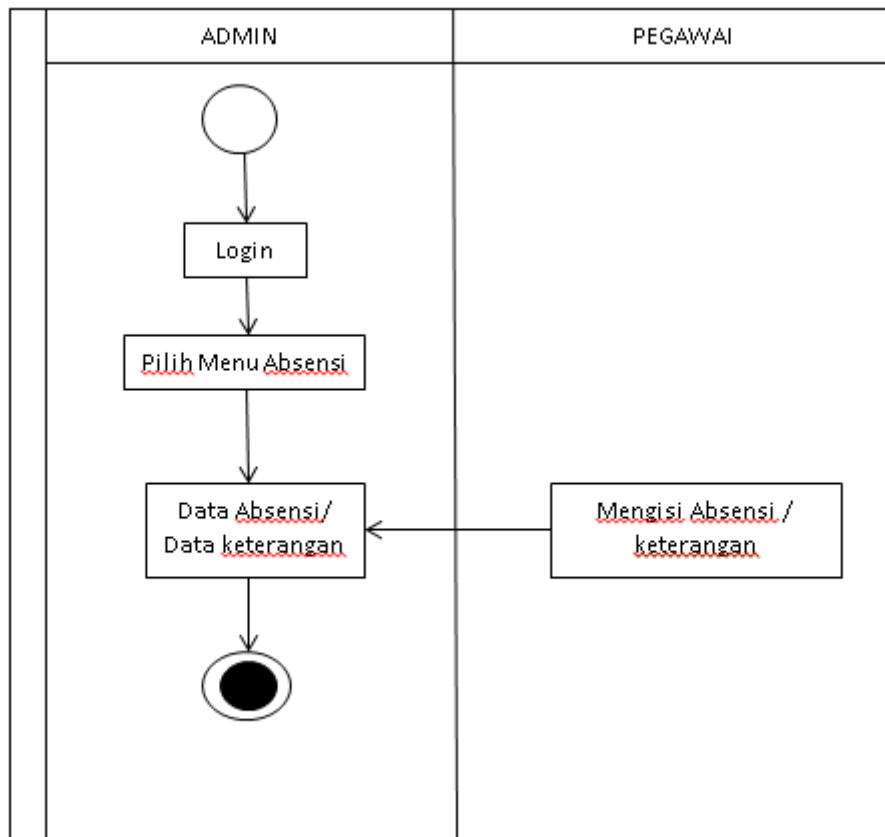 ADMIN
PEGAWAI
Login
Pilih Menu Absensi
Data Absensi/
Data keterangan
Mengisi Absensi /
keterangan